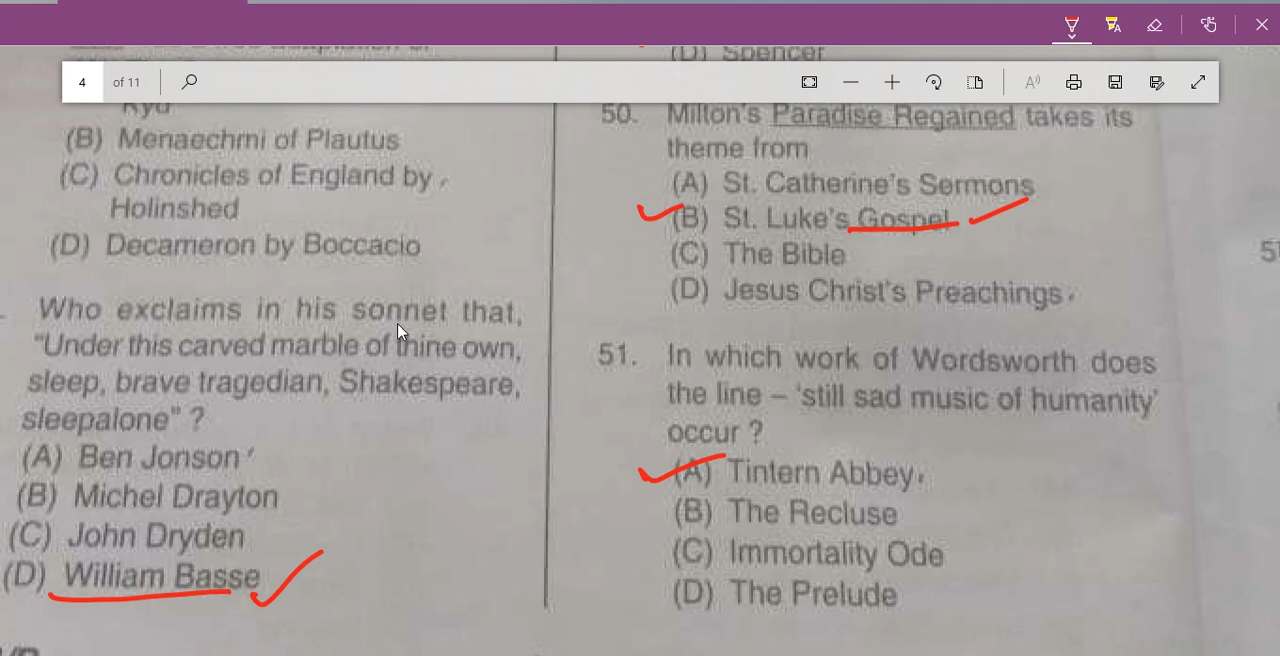 4 of 11
Kyd
(B) Menaechmi of Plautus
(C) Chronicles of England by
Holinshed
(D) Decameron by Boccacio
Who exclaims in his sonnet that,
“Under this carved marble of thine own,
sleep, brave tragedian, Shakespeare,
sleepalone” ?
(A) Ben Jonson
(B) Michel Drayton
(C) John Dryden
(D) William Basse
(D) Spencer
50. Milton's Paradise Regained takes its
theme from
(A) St. Catherine's Sermons
(B) St. Luke's Gospel
(C) The Bible
(D) Jesus Christ's Preachings
51. In which work of Wordsworth does
the line – ‘still sad music of humanity’
occur ?
(A) Tintern Abbey
(B) The Recluse
(C) Immortality Ode
(D) The Prelude